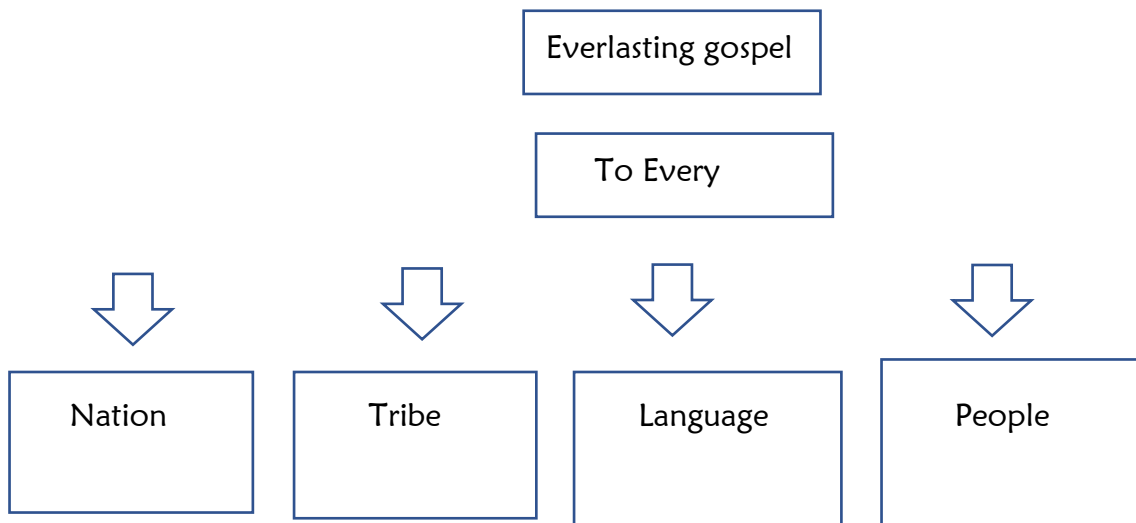 Everlasting gospel
To Every
Nation
Tribe
Language
People